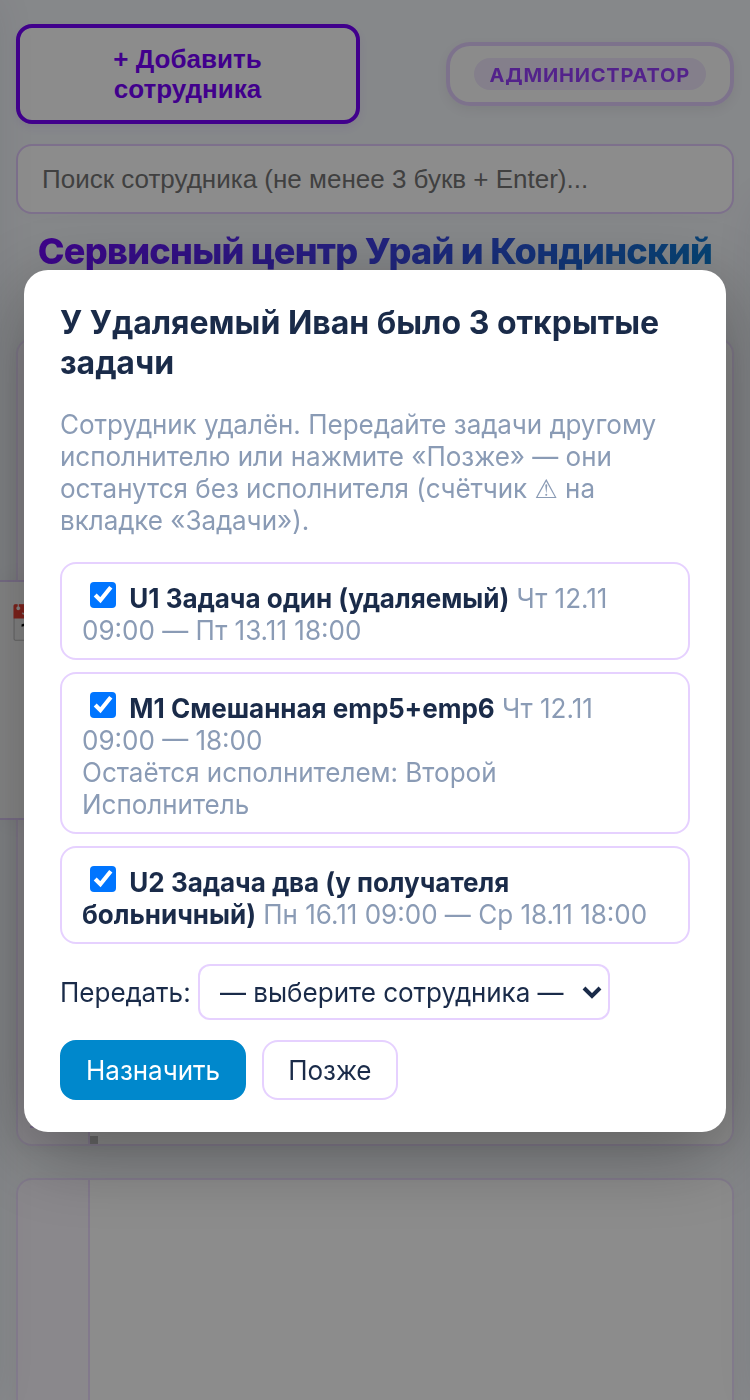 + Добавить
сотрудника
АДМИНИСТРАТОР
Поиск сотрудника (не менее 3 букв + Enter)...
Сервисный центр Урай и Кондинский
У Удаляемый Иван было 3 открытые
задачи
Сотрудник удалён. Передайте задачи другому
исполнителю или нажмите «Позже» — они
останутся без исполнителя (счётчик ⚠ на
вкладке «Задачи»).
U1 Задача один (удаляемый) Чт 12.11
09:00 — Пт 13.11 18:00
M1 Смешанная emp5+emp6 Чт 12.11
09:00 — 18:00
Остаётся исполнителем: Второй
Исполнитель
U2 Задача два (у получателя
больничный) Пн 16.11 09:00 — Ср 18.11 18:00
Передать: — выберите сотрудника —
Назначить Позже